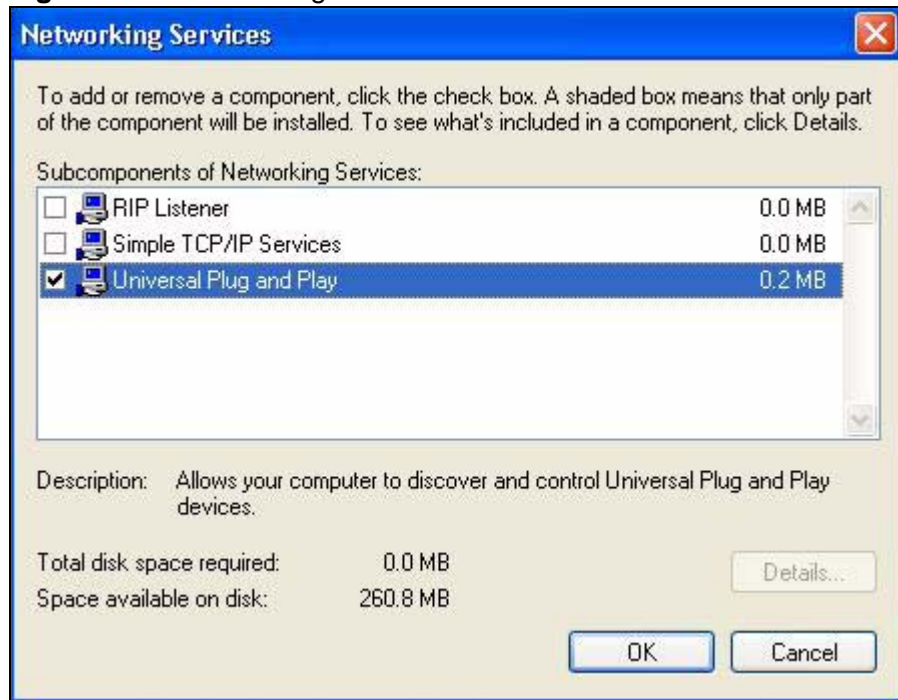 Networking Services
To add or remove a component, click the check box. A shaded box means that only part
of the component will be installed. To see what's included in a component, click Details.
Subcomponents of Networking Services:
RIP Listener 0.0 MB
Simple TCP/IP Services 0.0 MB
Universal Plug and Play 0.2 MB
Description: Allows your computer to discover and control Universal Plug and Play
devices.
Total disk space required: 0.0 MB
Details...
Space available on disk: 260.8 MB
OK Cancel